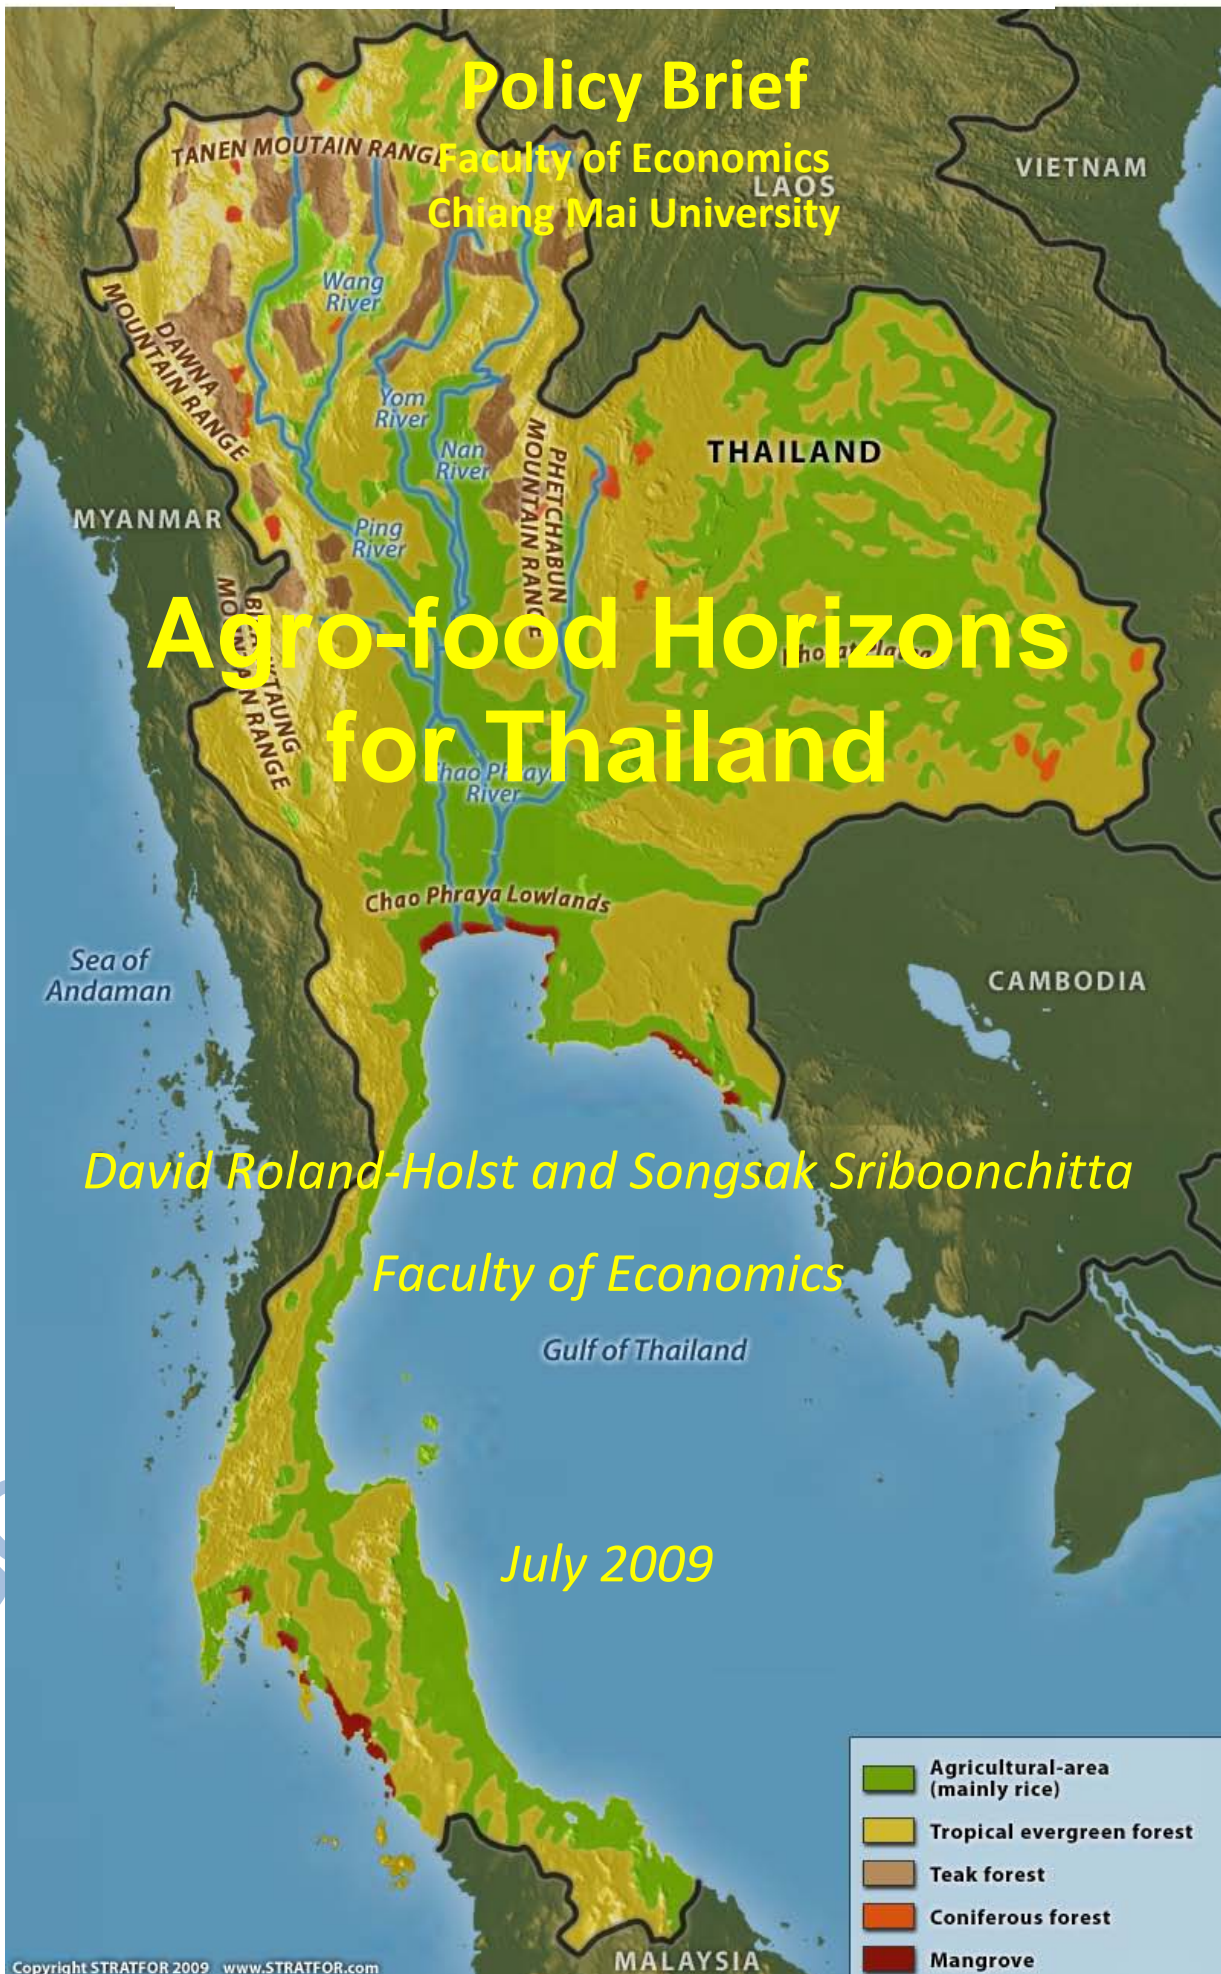 Policy Brief
Faculty of Economics
Chiang Mai University
TANEN MOUTAIN RANGE
LAOS
VIETNAM
Wang
River
DAWNA
MOUNTAIN RANGE
Yom
River
Nan
River
PHETCHABUN
MOUNTAIN RANGE
THAILAND
MYANMAR
Ping
River
Agro-food Horizons
for Thailand
River
Chao Phraya Lowlands
Sea of
Andaman
CAMBODIA
David Roland-Holst and Songsak Sriboonchitta
Faculty of Economics
Gulf of Thailand
July 2009
Agricultural-area
(mainly rice)
Tropical evergreen forest
Teak forest
Coniferous forest
Mangrove
MALAYSIA
Copyright STRATFOR 2009 www.STRATFOR.com